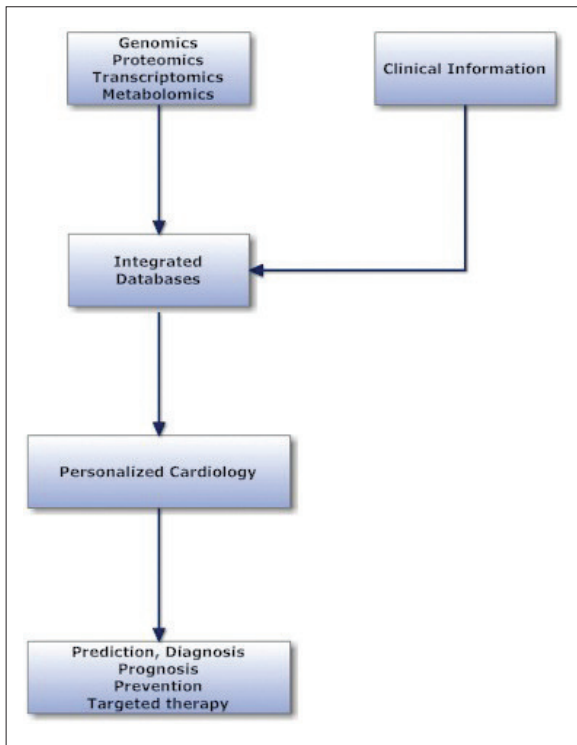 Genomics
Proteomics
Transcriptomics
Metabolomics
Clinical Information
Integrated
Databases
Personalized Cardiology
Prediction, Diagnosis
Prognosis
Prevention
Targeted therapy